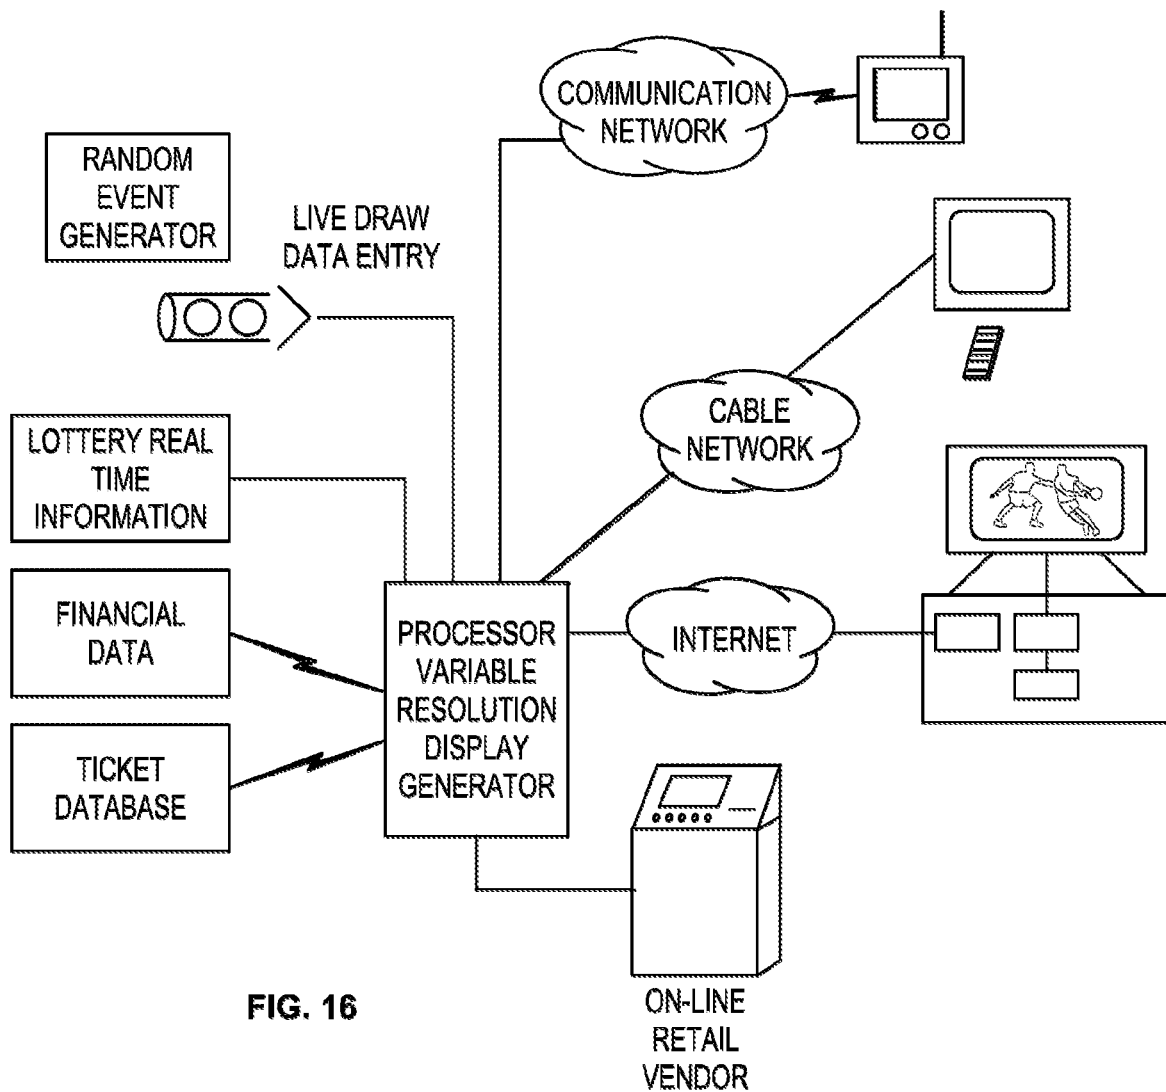 COMMUNICATION
NETWORK
RANDOM
EVENT
GENERATOR
LIVE DRAW
DATA ENTRY
CABLE
NETWORK
LOTTERY REAL
TIME
INFORMATION
FINANCIAL
DATA
PROCESSOR
VARIABLE
RESOLUTION
DISPLAY
GENERATOR
INTERNET
TICKET
DATABASE
ON-LINE
RETAIL
VENDOR
FIG. 16